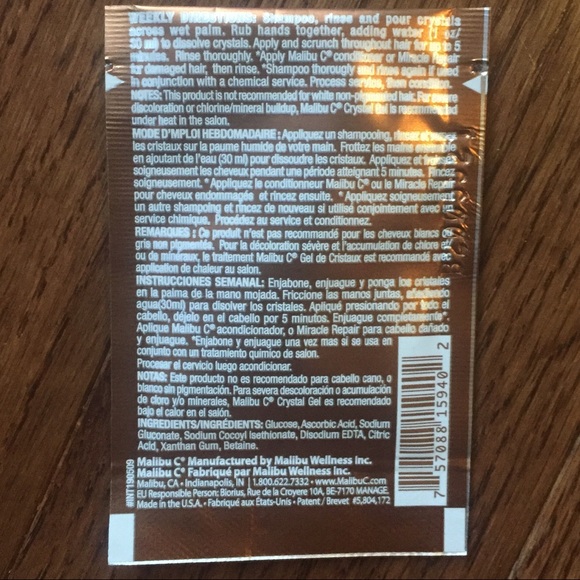 WEEKLY DIRECTIONS: Shampoo, rinse and pour crystals
across wet palm. Rub hands together, adding water (1 oz/
30 ml) to dissolve crystals. Apply and scrunch throughout hair for up to 5
minutes. Rinse thoroughly. *Apply Malibu C® conditioner or Miracle Repair
for damaged hair, then rinse. *Shampoo thoroughly and rinse again if used
in conjunction with a chemical service. Process service, then condition.
NOTES: This product is not recommended for white non-pigmented hair. For severe
discoloration or chlorine/mineral buildup, Malibu C® Crystal Gel is recommended
under heat in the salon.
MODE D'EMPLOI HEBDOMADAIRE : Appliquez un shampooing, rincez et versez
les cristaux sur la paume humide de votre main. Frottez les mains ensemble
en ajoutant de l'eau (30 ml) pour dissoudre les cristaux. Appliquez et froissez
soigneusement les cheveux pendant une période atteignant 5 minutes. Rincez
soigneusement. *Appliquez le conditionneur Malibu C® ou le Miracle Repair
pour cheveux endommagés et rincez ensuite. *Appliquez soigneusement
un autre shampoing et rincez de nouveau si utilisé conjointement avec un
service chimique. Procédez au service et conditionnez.
REMARQUES : Ce produit n'est pas recommandé pour les cheveux blancs ou
gris non pigmentés. Pour la décoloration sévère et l'accumulation de chlore et/
ou de minéraux, le traitement Malibu C® Gel de Cristaux est recommandé avec
application de chaleur au salon.
INSTRUCCIONES SEMANAL: Enjabone, enjuague y ponga los cristales
en la palma de la mano mojada. Friccione las manos juntas, añadiendo
agua(30ml) para disolver los cristales. Aplqué presionando por todo el
cabello, déjelo en el cabello por 5 minutos. Enjuague completamente*.
Aplique Malibu C® acondicionador, o Miracle Repair para cabello dañado
y enjuague. *Enjabone y enjuague una vez mas si se usa en
conjunto con un tratamiento químico de salon.
Procesar el cervicio luego acondicionar.
NOTAS: Este producto no es recomendado para cabello cano, o
blanco sin pigmentación. Para severa descoloración o acumulación
de cloro y/o minerales, Malibu C® Crystal Gel es recomendado
bajo el calor en el salón.
INGREDIENTS/INGRÉDIENTS: Glucose, Ascorbic Acid, Sodium
Gluconate, Sodium Cocoyl Isethionate, Disodium EDTA, Citric
Acid, Xanthan Gum, Betaine.
Malibu C® Manufactured by Malibu Wellness Inc.
Malibu C® Fabriqué par Malibu Wellness Inc.
Malibu, CA • Indianapolis, IN | 1.800.622.7332 • www.MalibuC.com
EU Responsible Person: Biorius, Rue de la Croyere 10A, BE-7170 MANAGE.
Made in the U.S.A. • Fabriqué aux États-Unis • Patent / Brevet #5,804,172
#INT190509
7 57088 15940 2